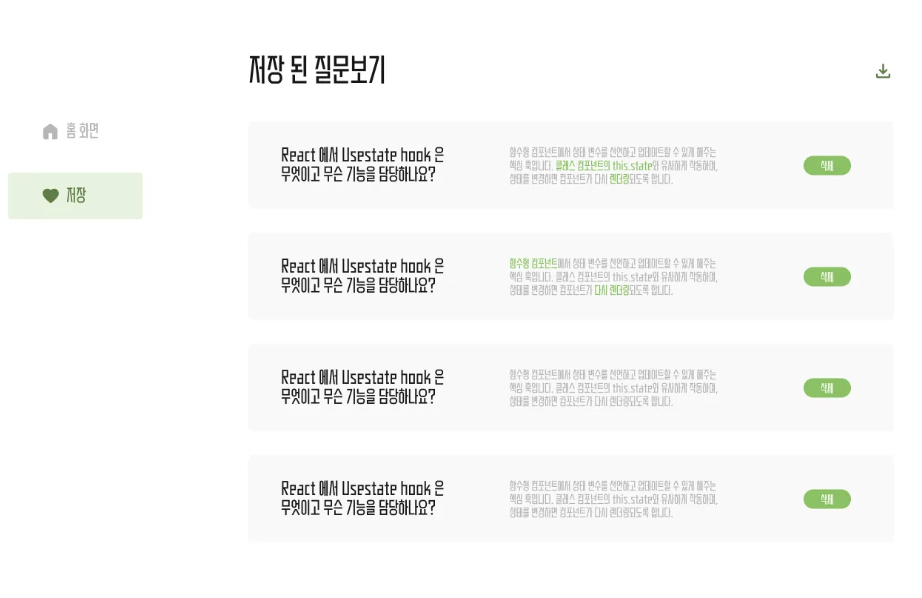 저장 된 질문보기
홈 화면
저장
React 에서 Usestate hook 은
무엇이고 무슨 기능을 담당하나요?
함수형 컴포넌트에서 상태 변수를 선언하고 업데이트할 수 있게 해주는
핵심 훅입니다. 클래스 컴포넌트의 this.state와 유사하게 작동하며,
상태를 변경하면 컴포넌트가 다시 렌더링되도록 합니다.
삭제
React 에서 Usestate hook 은
무엇이고 무슨 기능을 담당하나요?
함수형 컴포넌트에서 상태 변수를 선언하고 업데이트할 수 있게 해주는
핵심 훅입니다. 클래스 컴포넌트의 this.state와 유사하게 작동하며,
상태를 변경하면 컴포넌트가 다시 렌더링되도록 합니다.
삭제
React 에서 Usestate hook 은
무엇이고 무슨 기능을 담당하나요?
함수형 컴포넌트에서 상태 변수를 선언하고 업데이트할 수 있게 해주는
핵심 훅입니다. 클래스 컴포넌트의 this.state와 유사하게 작동하며,
상태를 변경하면 컴포넌트가 다시 렌더링되도록 합니다.
삭제
React 에서 Usestate hook 은
무엇이고 무슨 기능을 담당하나요?
함수형 컴포넌트에서 상태 변수를 선언하고 업데이트할 수 있게 해주는
핵심 훅입니다. 클래스 컴포넌트의 this.state와 유사하게 작동하며,
상태를 변경하면 컴포넌트가 다시 렌더링되도록 합니다.
삭제